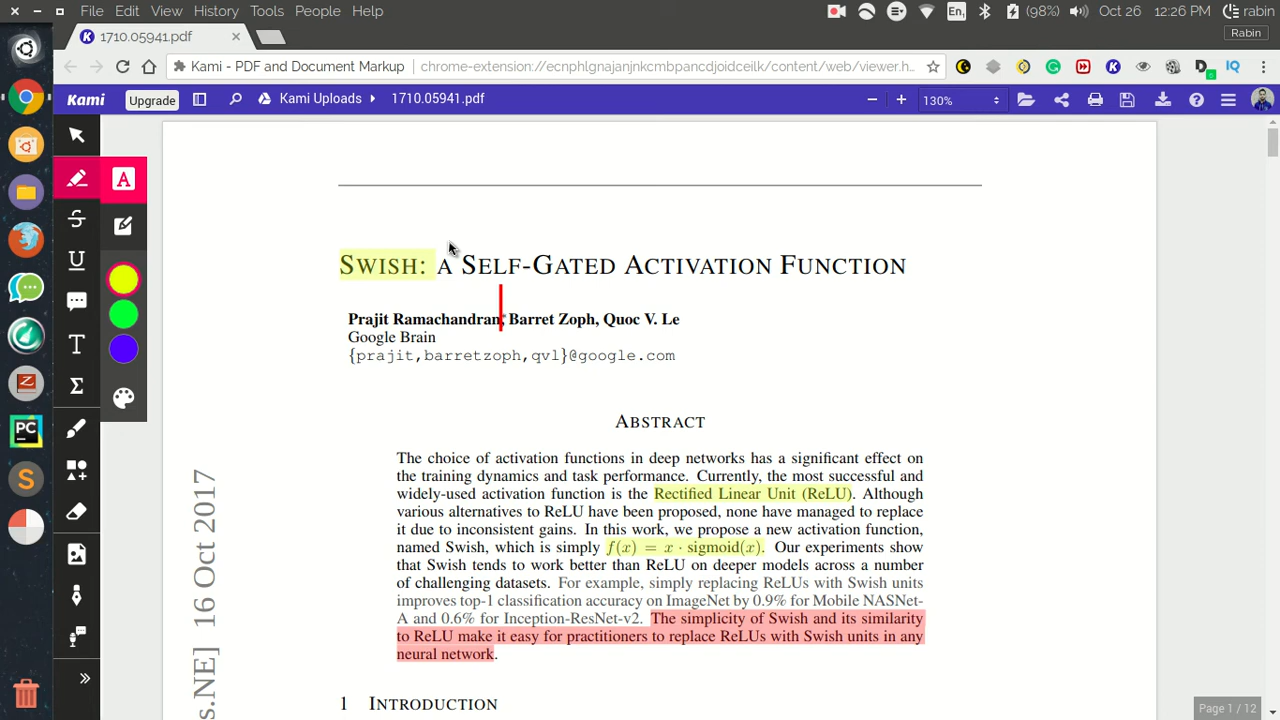 File Edit View History Tools People Help
En (98%) Oct 26 12:26 PM rabin
1710.05941.pdf
Rabin
Kami - PDF and Document Markup chrome-extension://ecnphlgnajanjnkcmbpancdjoidceilk/content/web/viewer.h...
Kami Upgrade Kami Uploads 1710.05941.pdf 130%
SWISH: A SELF-GATED ACTIVATION FUNCTION
Prajit Ramachandran, Barret Zoph, Quoc V. Le
Google Brain
{prajit,barretzoph,qvl}@google.com
ABSTRACT
The choice of activation functions in deep networks has a significant effect on
the training dynamics and task performance. Currently, the most successful and
widely-used activation function is the Rectified Linear Unit (ReLU). Although
various alternatives to ReLU have been proposed, none have managed to replace
it due to inconsistent gains. In this work, we propose a new activation function,
named Swish, which is simply f(x) = x · sigmoid(x). Our experiments show
that Swish tends to work better than ReLU on deeper models across a number
of challenging datasets. For example, simply replacing ReLUs with Swish units
improves top-1 classification accuracy on ImageNet by 0.9% for Mobile NASNet-
A and 0.6% for Inception-ResNet-v2. The simplicity of Swish and its similarity
to ReLU make it easy for practitioners to replace ReLUs with Swish units in any
neural network.
1 INTRODUCTION
s.NE] 16 Oct 2017
Page 1 / 12